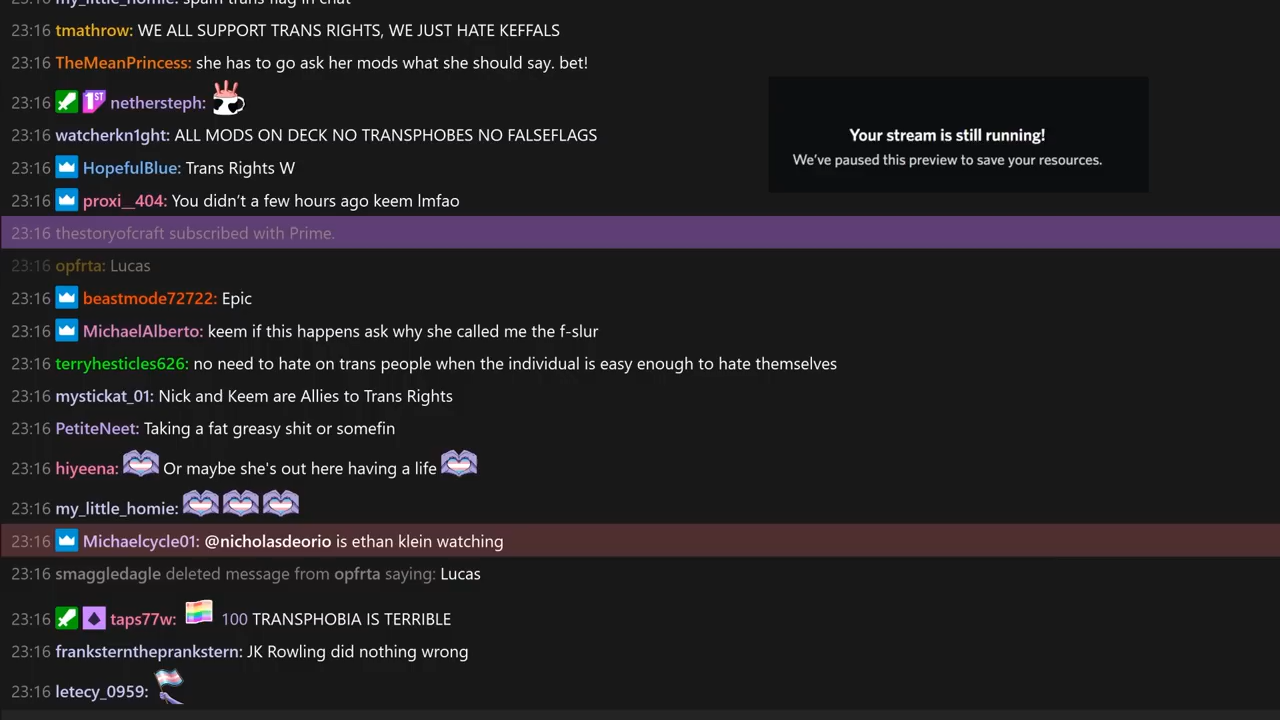 23:16 my_little_homie: spam trans flag in chat
23:16 tmathrow: WE ALL SUPPORT TRANS RIGHTS, WE JUST HATE KEFFALS
23:16 TheMeanPrincess: she has to go ask her mods what she should say. bet!
23:16 1ST nethersteph:
23:16 watcherkn1ght: ALL MODS ON DECK NO TRANSPHOBES NO FALSEFLAGS
Your stream is still running!
We've paused this preview to save your resources.
23:16 HopefulBlue: Trans Rights W
23:16 proxi__404: You didn't a few hours ago keem lmfao
23:16 thestoryofcraft subscribed with Prime.
23:16 opfrta: Lucas
23:16 beastmode72722: Epic
23:16 MichaelAlberto: keem if this happens ask why she called me the f-slur
23:16 terryhesticles626: no need to hate on trans people when the individual is easy enough to hate themselves
23:16 mystickat_01: Nick and Keem are Allies to Trans Rights
23:16 PetiteNeet: Taking a fat greasy shit or somefin
23:16 hiyeena: Or maybe she's out here having a life
23:16 my_little_homie:
23:16 Michaelcycle01: @nicholasdeorio is ethan klein watching
23:16 smaggledagle deleted message from opfrta saying: Lucas
23:16 taps77w: 100 TRANSPHOBIA IS TERRIBLE
23:16 franksterntheprankstern: JK Rowling did nothing wrong
23:16 letecy_0959: